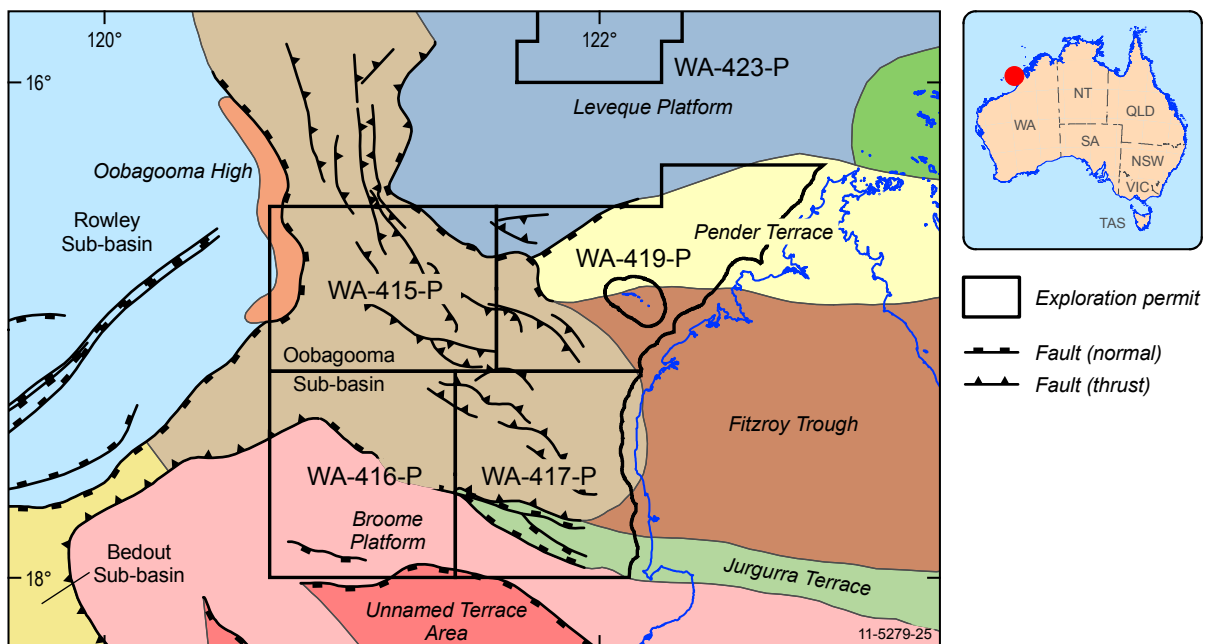 120°
122°
16°
WA-423-P
Leveque Platform
Oobagooma High
Rowley
Sub-basin
Pender Terrace
WA-419-P
WA-415-P
Oobagooma
Sub-basin
Fitzroy Trough
WA-416-P
WA-417-P
Broome
Platform
Bedout
Sub-basin
18°
Jurgurra Terrace
Unnamed Terrace
Area
11-5279-25
NT
QLD
WA
SA
NSW
VIC
TAS
Exploration permit
Fault (normal)
Fault (thrust)